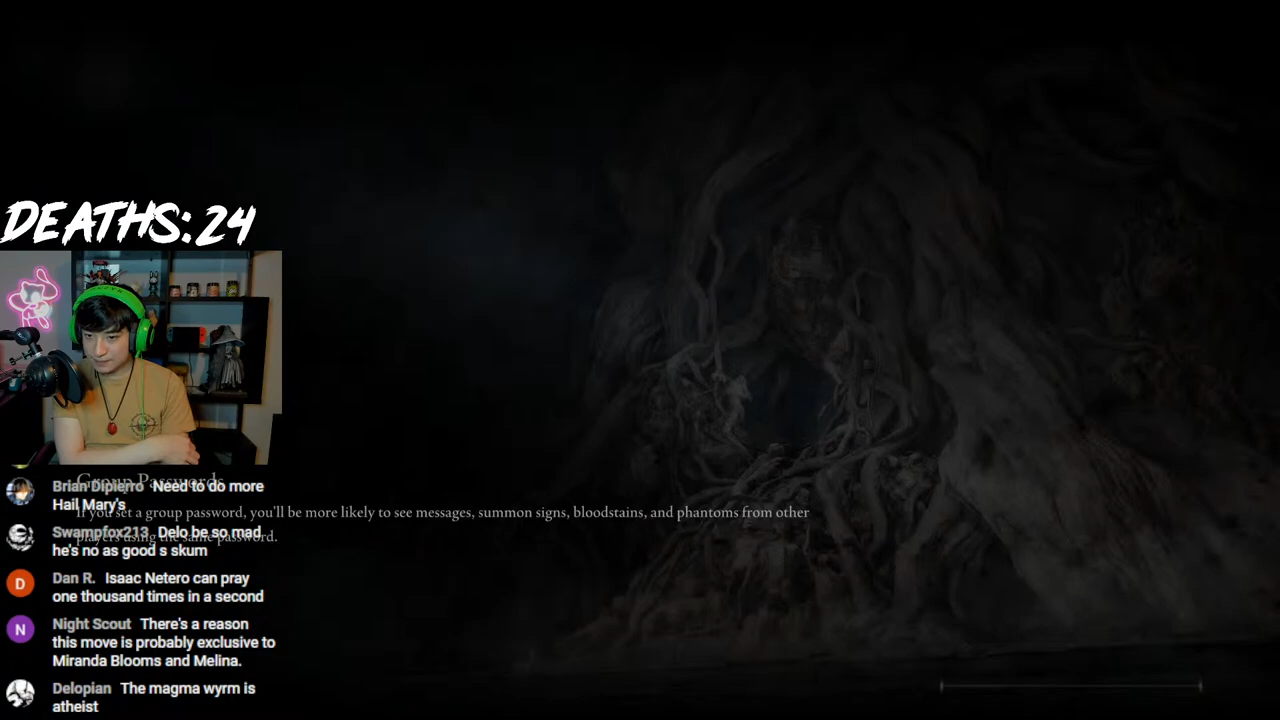 DEATHS: 24
Group Passwords
If you set a group password, you'll be more likely to see messages, summon signs, bloodstains, and phantoms from other
players using the same password.
Brian Dipierro Need to do more
Hail Mary's
Swampfox213 Delo be so mad
he's no as good s skum
Dan R. Isaac Netero can pray
one thousand times in a second
Night Scout There's a reason
this move is probably exclusive to
Miranda Blooms and Melina.
Delopian The magma wyrm is
atheist
D
N